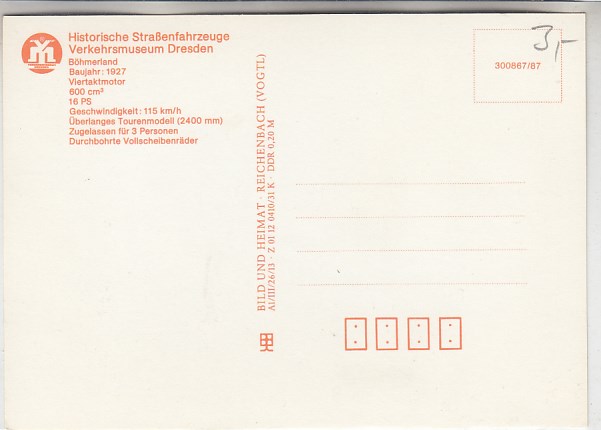 Historische Straßenfahrzeuge
Verkehrsmuseum Dresden
Böhmerland
Baujahr: 1927
Viertaktmotor
600 cm³
16 PS
Geschwindigkeit: 115 km/h
Überlanges Tourenmodell (2400 mm)
Zugelassen für 3 Personen
Durchbohrte Vollscheibenräder
BILD UND HEIMAT · REICHENBACH (VOGTL)
A1/III/26/13 · Z 01 12 0410/31 K · DDR 0,20 M
300867/87
3,-